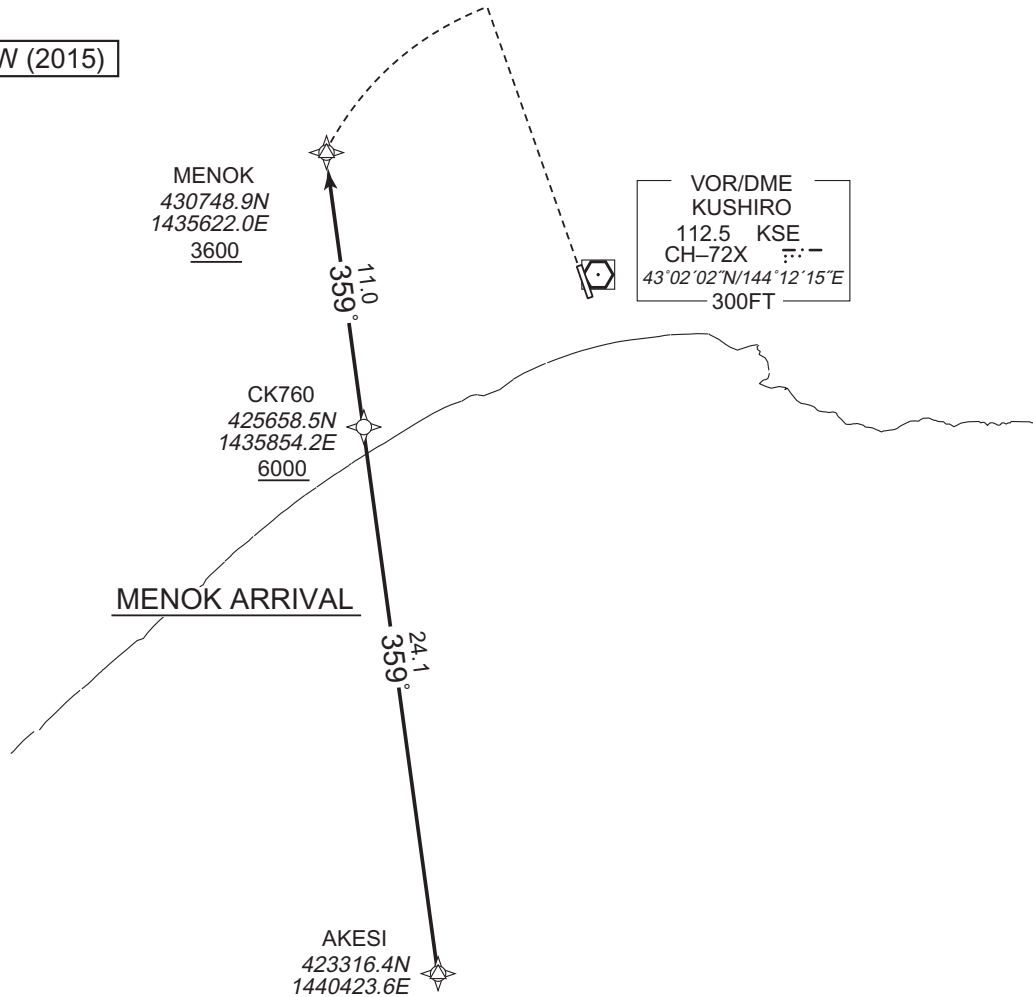 W (2015)
MENOK
430748.9N
1435622.0E
3600
VOR/DME
KUSHIRO
112.5 KSE
CH–72X
43°02′02″N/144°12′15″E
300FT
11.0
359°
CK760
425658.5N
1435854.2E
6000
MENOK ARRIVAL
24.1
359°
AKESI
423316.4N
1440423.6E